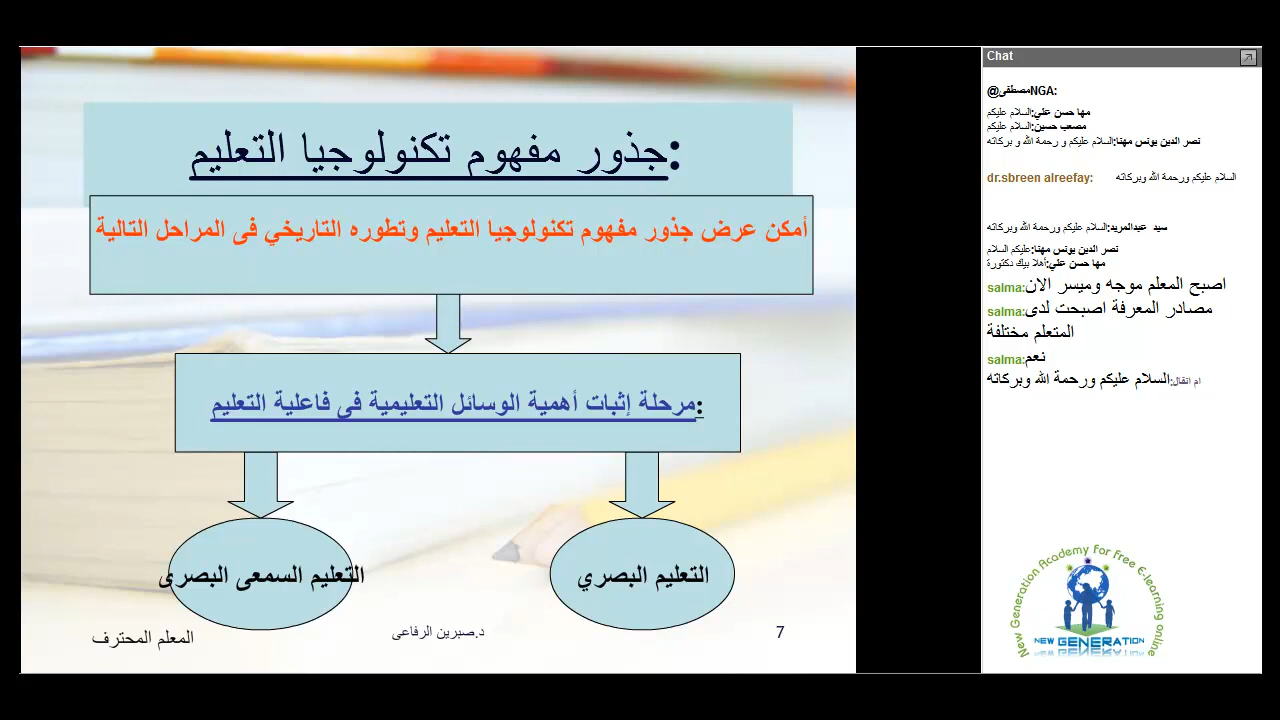 جذور مفهوم تكنولوجيا التعليم:
أمكن عرض جذور مفهوم تكنولوجيا التعليم وتطوره التاريخي فى المراحل التالية
مرحلة إثبات أهمية الوسائل التعليمية في فاعلية التعليم:
التعليم البصري
التعليم السمعى البصرى
7
د.صبرين الرفاعى
المعلم المحترف
Chat
@مصطفىNGA:
مها حسن علي:السلام عليكم
مصعب حسين:السلام عليكم
نصر الدين يونس مهنا:السلام عليكم و رحمة الله و بركاته
dr.sbreen alreefay: السلام عليكم ورحمة الله وبركاته
سيد عبدالمريد:السلام عليكم ورحمة الله وبركاته
نصر الدين يونس مهنا:عليكم السلام
مها حسن علي:أهلا بيك دكتورة
salma:اصبح المعلم موجه وميسر الان
salma:مصادر المعرفة اصبحت لدى
المتعلم مختلفة
salma:نعم
ام انفال:السلام عليكم ورحمة الله وبركاته
New Generation Academy For Free E-learning online
NEW GENERATION